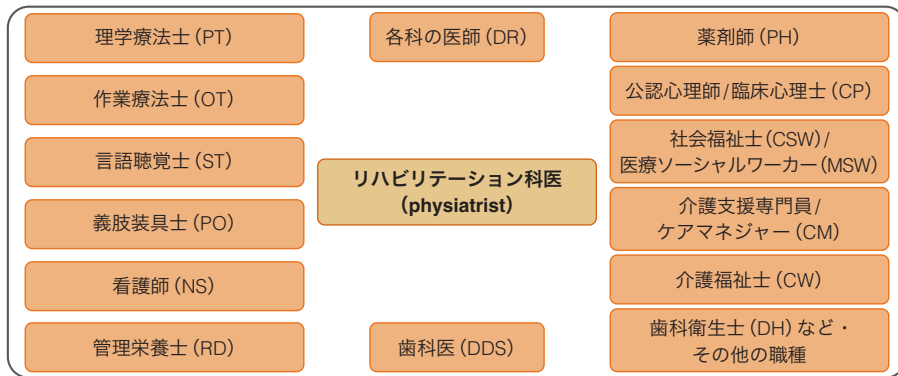 理学療法士（PT）
作業療法士（OT）
言語聴覚士（ST）
義肢装具士（PO）
看護師（NS）
管理栄養士（RD）
各科の医師（DR）
リハビリテーション科医
（physiatrist）
歯科医（DDS）
薬剤師（PH）
公認心理師/臨床心理士（CP）
社会福祉士（CSW）/
医療ソーシャルワーカー（MSW）
介護支援専門員/
ケアマネジャー（CM）
介護福祉士（CW）
歯科衛生士（DH）など・
その他の職種